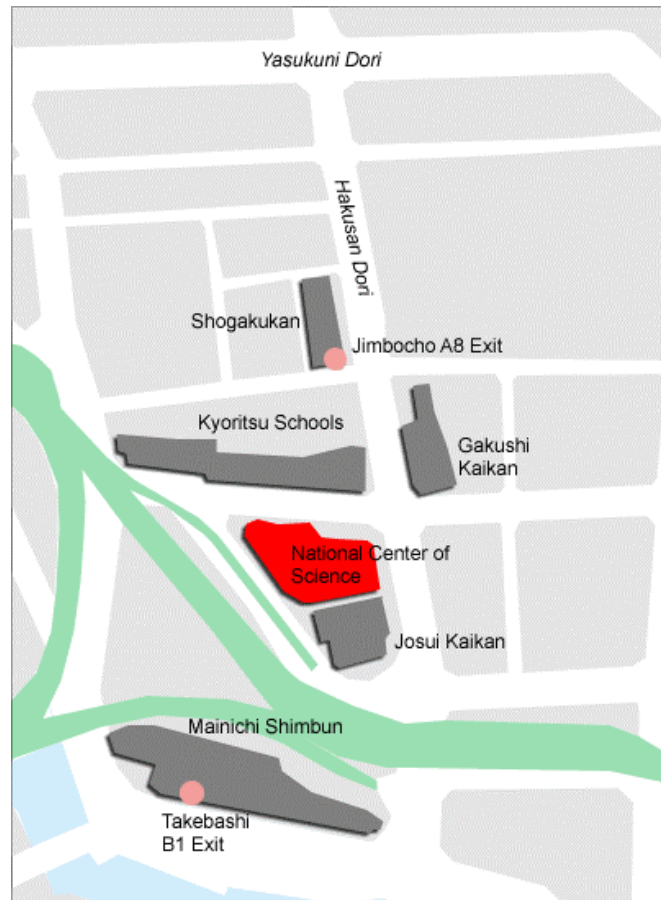 Yasukuni Dori
Hakusan Dori
Shogakukan
Jimbocho A8 Exit
Kyoritsu Schools
Gakushi
Kaikan
National Center of
Science
Josui Kaikan
Mainichi Shimbun
Takebashi
B1 Exit